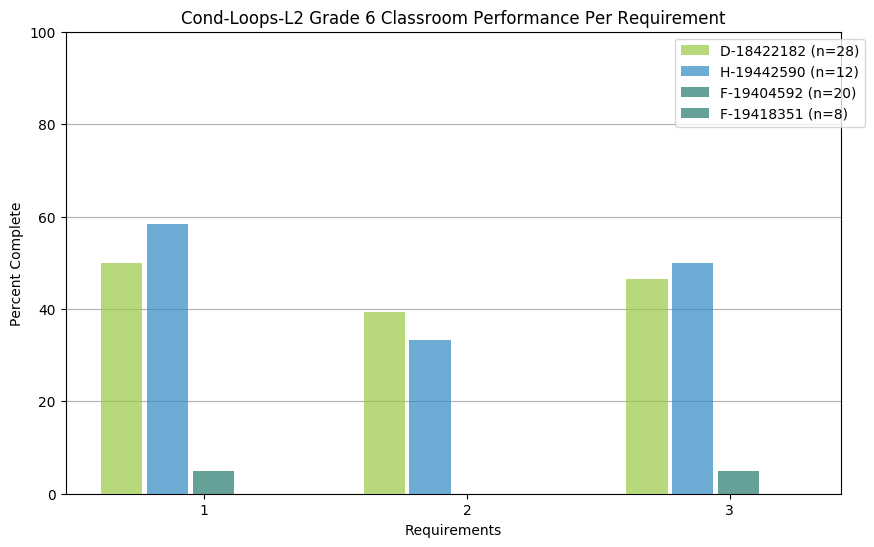 Cond-Loops-L2 Grade 6 Classroom Performance Per Requirement
D-18422182 (n=28)
H-19442590 (n=12)
F-19404592 (n=20)
F-19418351 (n=8)
Percent Complete
100
80
60
40
20
0
1 2 3
Requirements